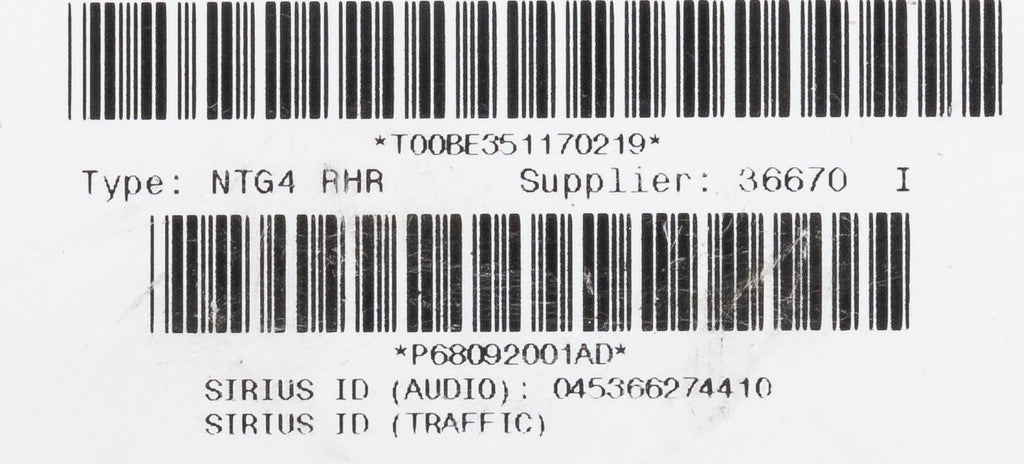 *T00BE351170219*
Type: NTG4 RHR Supplier: 36670 I
*P68092001AD*
SIRIUS ID (AUDIO): 045366274410
SIRIUS ID (TRAFFIC)